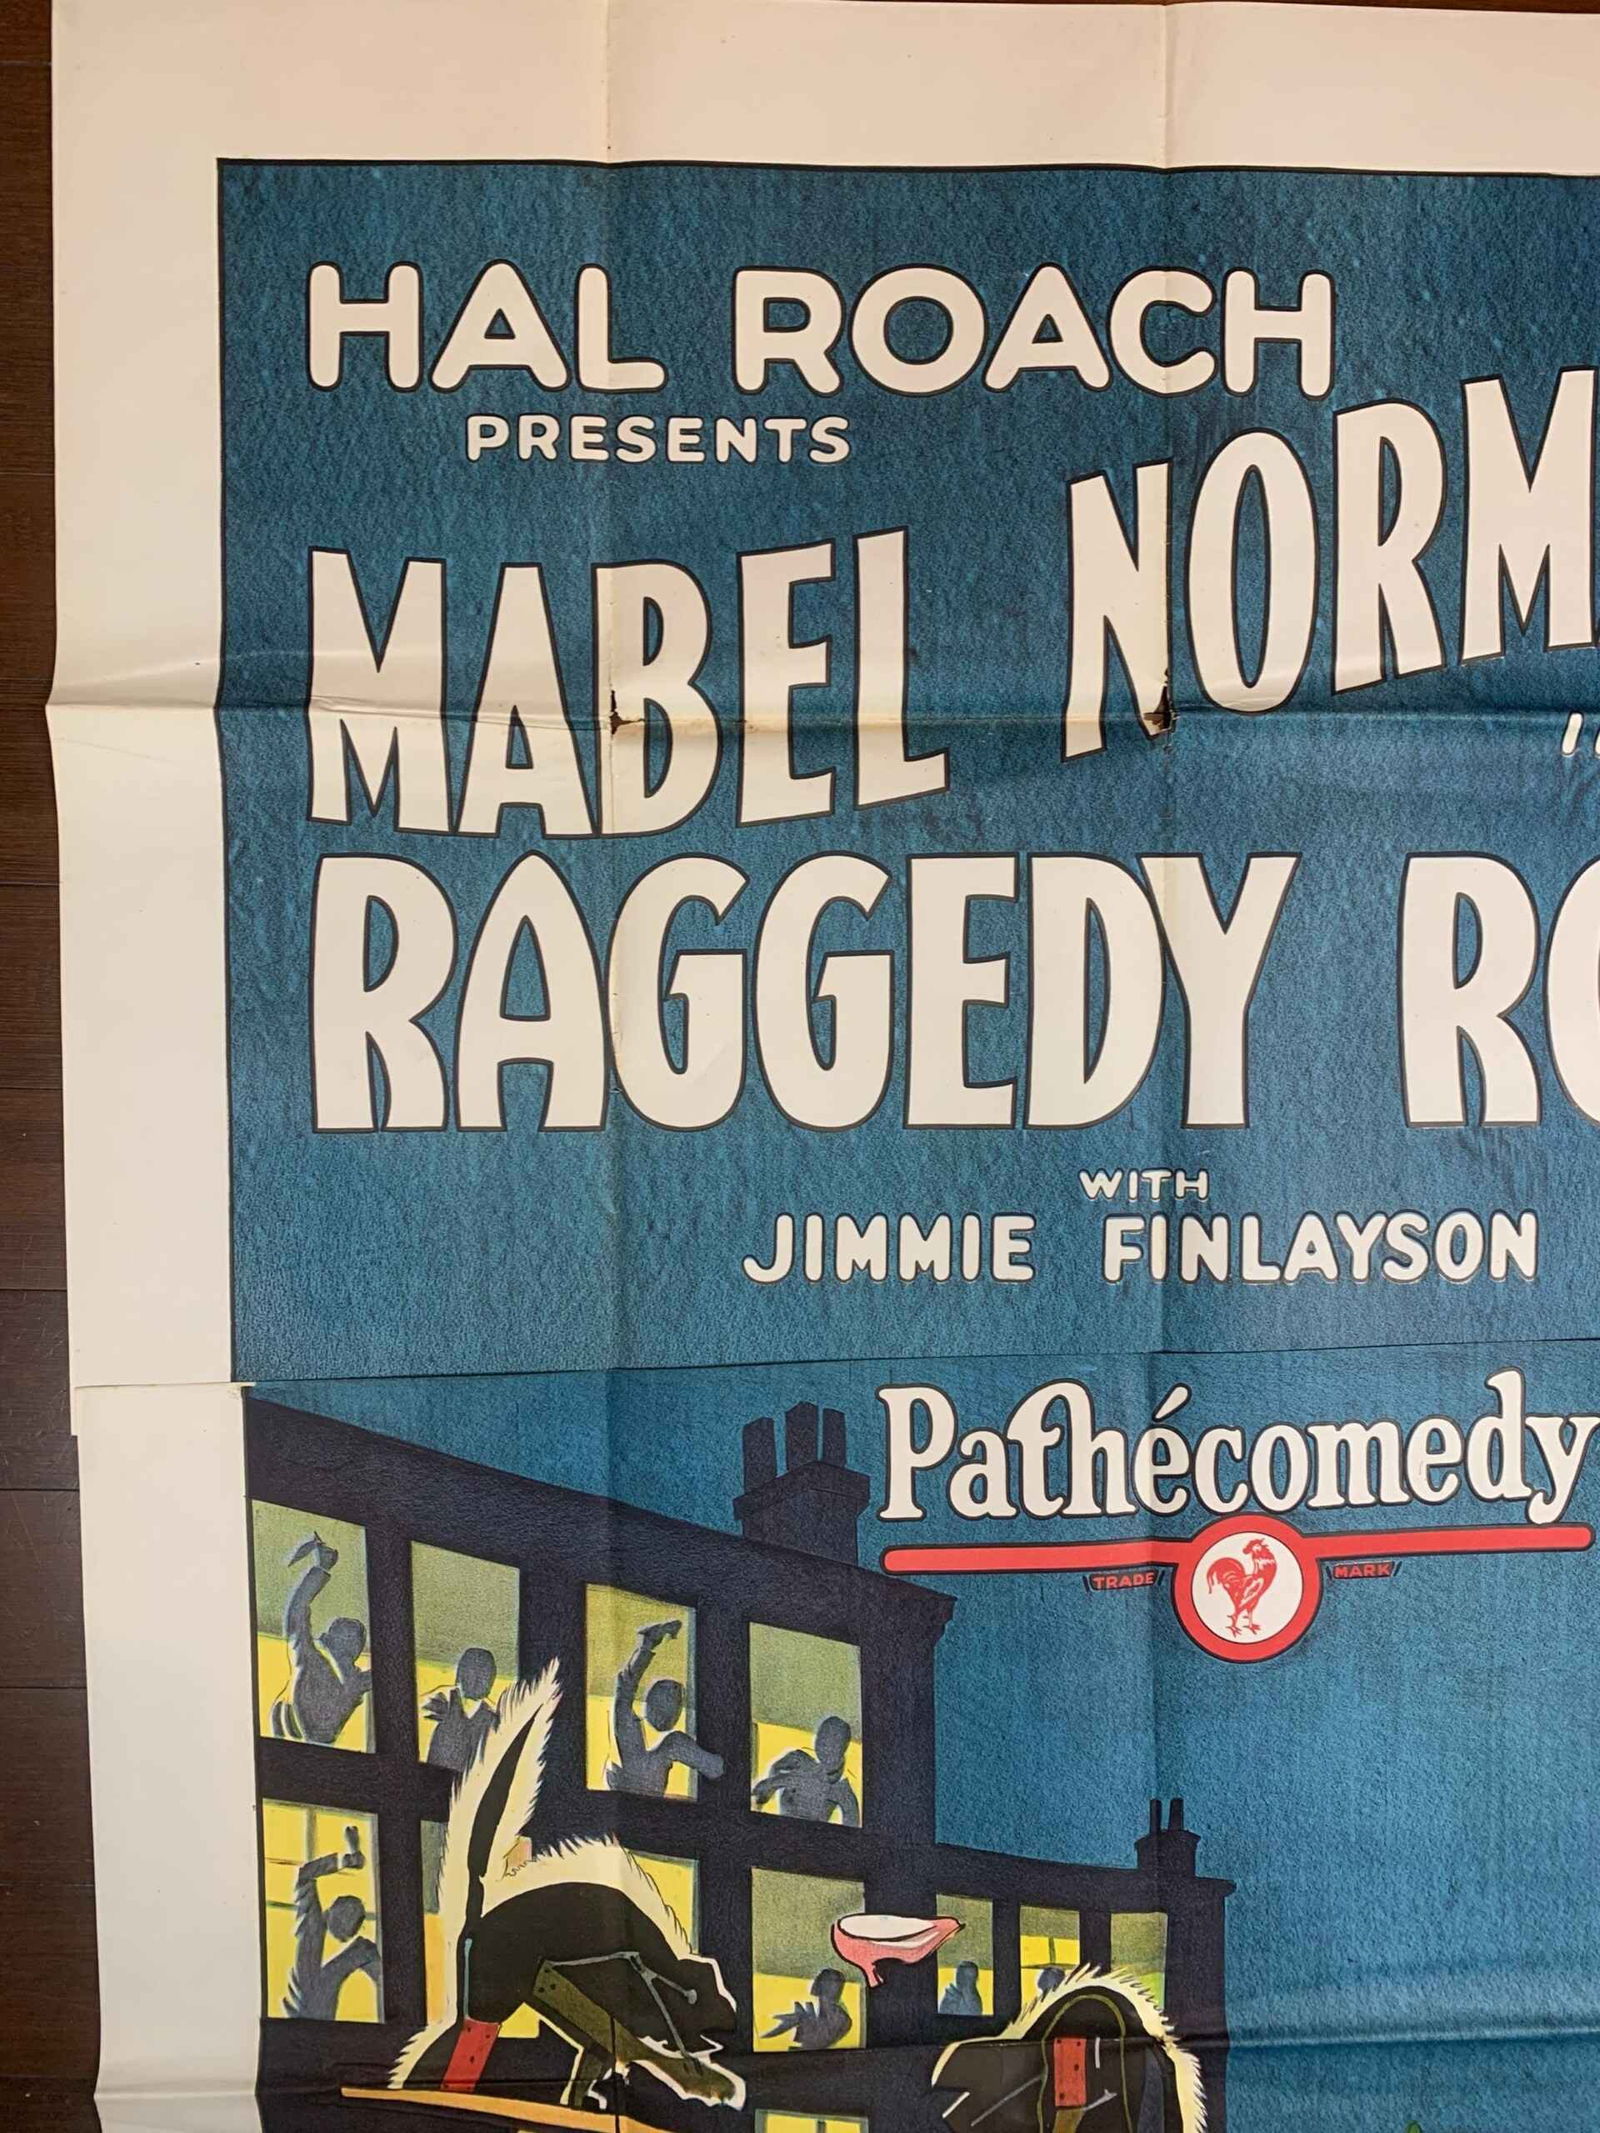 HAL ROACH
PRESENTS
MABEL NORM
RAGGEDY RO
WITH
JIMMIE FINLAYSON
Pathécomedy
TRADE MARK